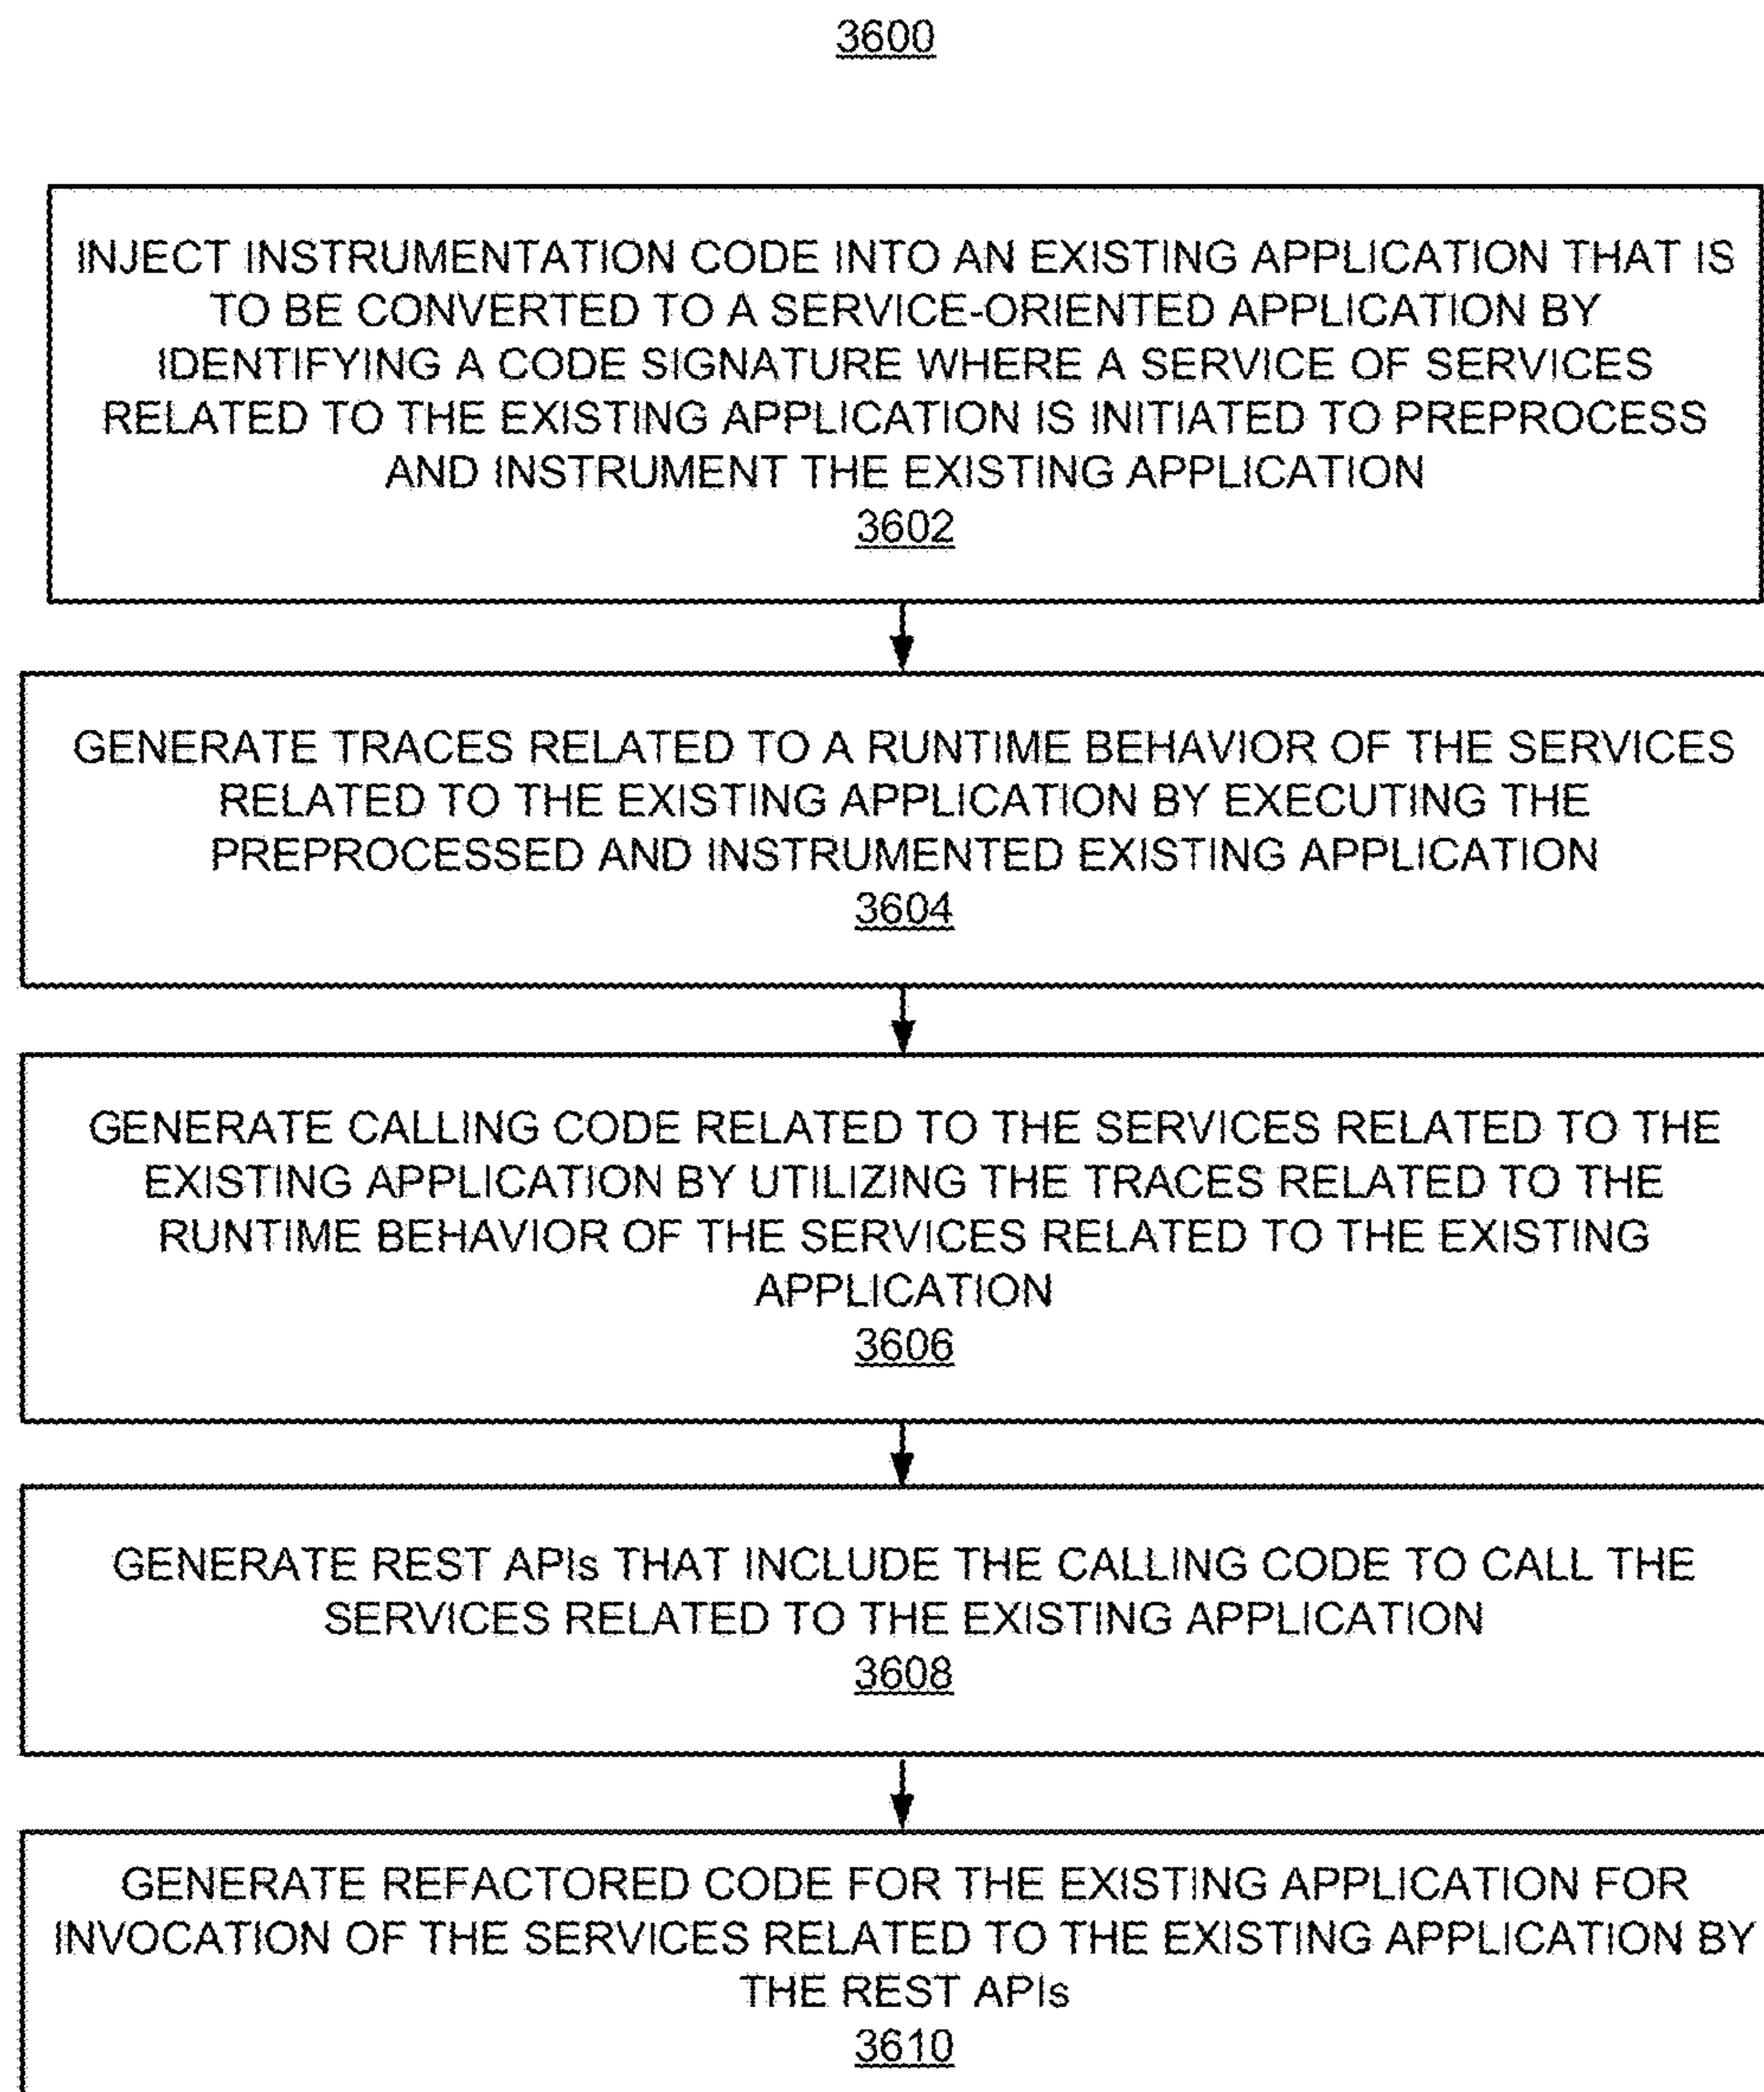 3600
INJECT INSTRUMENTATION CODE INTO AN EXISTING APPLICATION THAT IS
TO BE CONVERTED TO A SERVICE-ORIENTED APPLICATION BY
IDENTIFYING A CODE SIGNATURE WHERE A SERVICE OF SERVICES
RELATED TO THE EXISTING APPLICATION IS INITIATED TO PREPROCESS
AND INSTRUMENT THE EXISTING APPLICATION
3602
GENERATE TRACES RELATED TO A RUNTIME BEHAVIOR OF THE SERVICES
RELATED TO THE EXISTING APPLICATION BY EXECUTING THE
PREPROCESSED AND INSTRUMENTED EXISTING APPLICATION
3604
GENERATE CALLING CODE RELATED TO THE SERVICES RELATED TO THE
EXISTING APPLICATION BY UTILIZING THE TRACES RELATED TO THE
RUNTIME BEHAVIOR OF THE SERVICES RELATED TO THE EXISTING
APPLICATION
3606
GENERATE REST APIs THAT INCLUDE THE CALLING CODE TO CALL THE
SERVICES RELATED TO THE EXISTING APPLICATION
3608
GENERATE REFACTORED CODE FOR THE EXISTING APPLICATION FOR
INVOCATION OF THE SERVICES RELATED TO THE EXISTING APPLICATION BY
THE REST APIs
3610